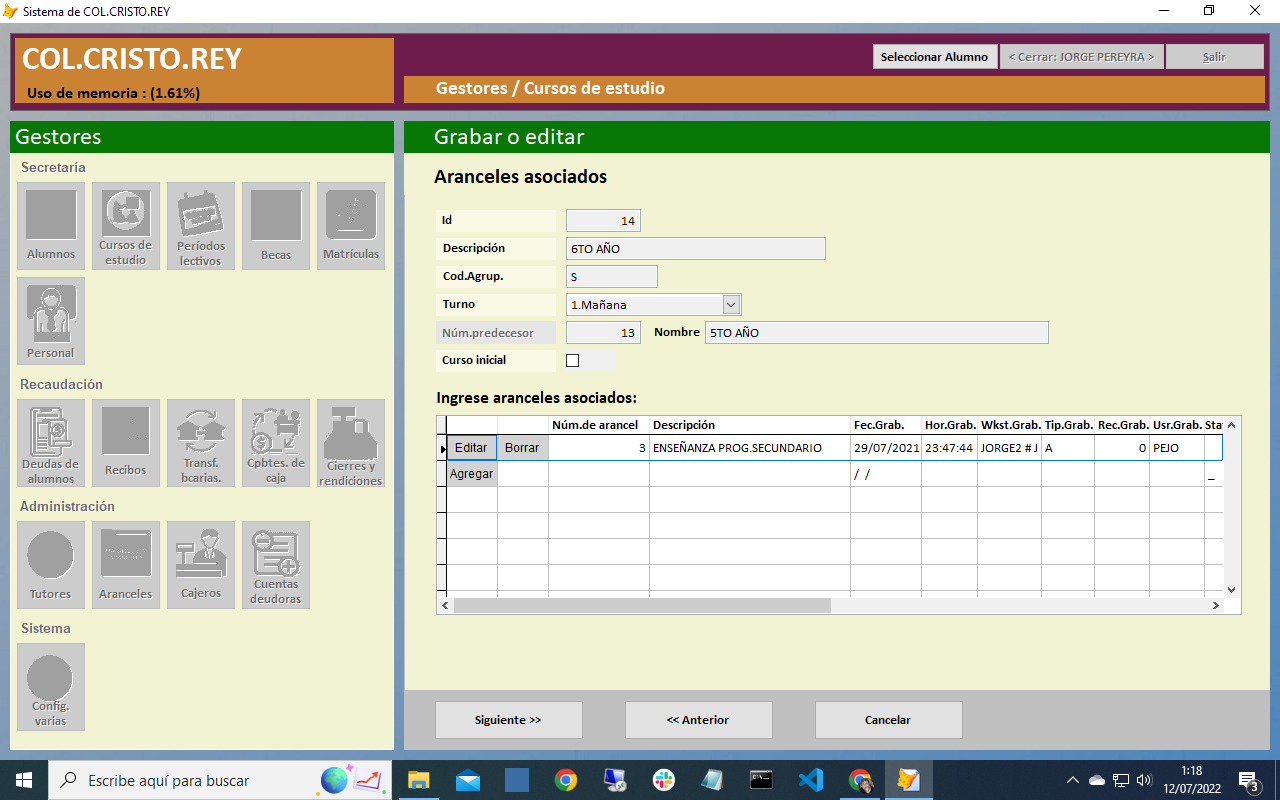 Sistema de COL.CRISTO.REY
COL.CRISTO.REY
Uso de memoria : (1.61%)
Seleccionar Alumno
< Cerrar: JORGE PEREYRA >
Salir
Gestores / Cursos de estudio
Gestores
Secretaría
Alumnos
Cursos de estudio
Períodos lectivos
Becas
Matrículas
Personal
Recaudación
Deudas de alumnos
Recibos
Transf. bcarias.
Cpbtes. de caja
Cierres y rendiciones
Administración
Tutores
Aranceles
Cajeros
Cuentas deudoras
Sistema
Config. varias
Grabar o editar
Aranceles asociados
Id 14
Descripción 6TO AÑO
Cod.Agrup. S
Turno 1.Mañana
Núm.predecesor 13 Nombre 5TO AÑO
Curso inicial
Ingrese aranceles asociados:
Núm.de arancel Descripción Fec.Grab. Hor.Grab. Wkst.Grab. Tip.Grab. Rec.Grab. Usr.Grab. Sta
Editar Borrar 3 ENSEÑANZA PROG.SECUNDARIO 29/07/2021 23:47:44 JORGE2 # J A 0 PEJO
Agregar / / _
Siguiente >> << Anterior Cancelar
Escribe aquí para buscar
1:18
12/07/2022
3